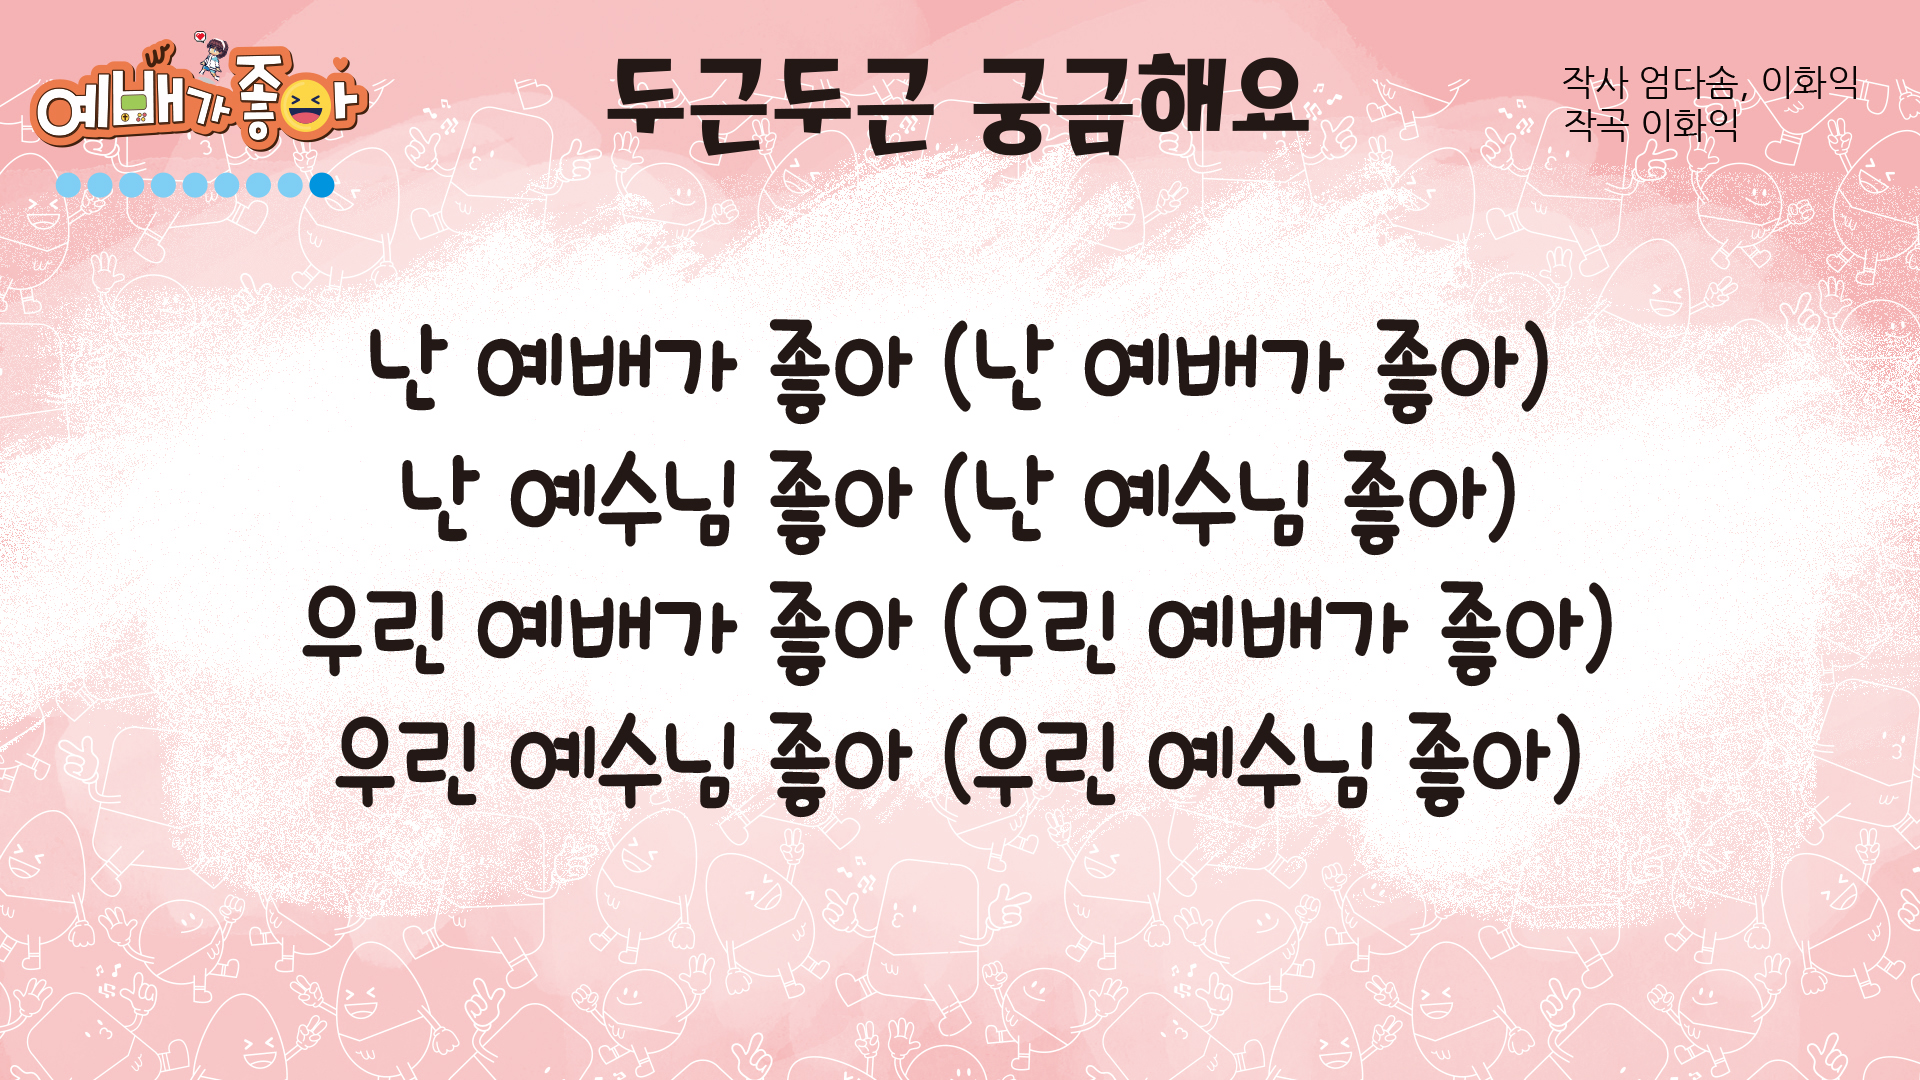 예배가 좋아
두근두근 궁금해요
작사 엄다솜, 이화익
작곡 이화익
난 예배가 좋아 (난 예배가 좋아)
난 예수님 좋아 (난 예수님 좋아)
우린 예배가 좋아 (우린 예배가 좋아)
우린 예수님 좋아 (우린 예수님 좋아)